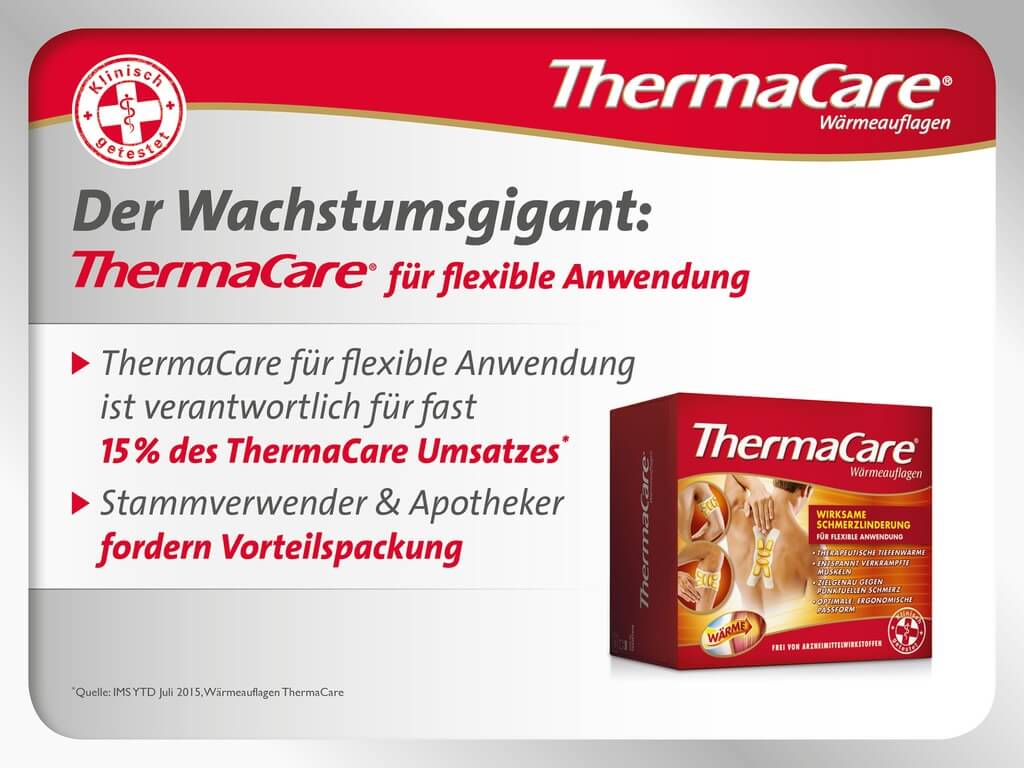 Klinisch
getestet
ThermaCare®
Wärmeauflagen
Der Wachstumsgigant:
ThermaCare® für flexible Anwendung
ThermaCare für flexible Anwendung
ist verantwortlich für fast
15% des ThermaCare Umsatzes*
Stammverwender & Apotheker
fordern Vorteilspackung
ThermaCare®
ThermaCare®
Wärmeauflagen
WIRKSAME
SCHMERZLINDERUNG
FÜR FLEXIBLE ANWENDUNG
• THERAPEUTISCHE TIEFENWÄRME
• ENTSPANNT VERKRAMPFTE
MUSKELN
• ZIELGENAU GEGEN
PUNKTUELLEN SCHMERZ
• OPTIMALE, ERGONOMISCHE
PASSFORM
WÄRME
FREI VON ARZNEIMITTELWIRKSTOFFEN
Klinisch
getestet
*Quelle: IMS YTD Juli 2015, Wärmeauflagen ThermaCare